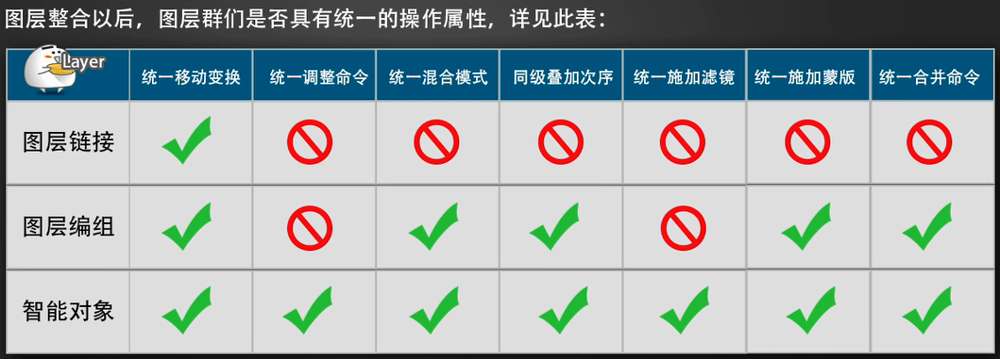 图层整合以后，图层群们是否具有统一的操作属性，详见此表：
Layer 统一移动变换 统一调整命令 统一混合模式 同级叠加次序 统一施加滤镜 统一施加蒙版 统一合并命令
图层链接
图层编组
智能对象